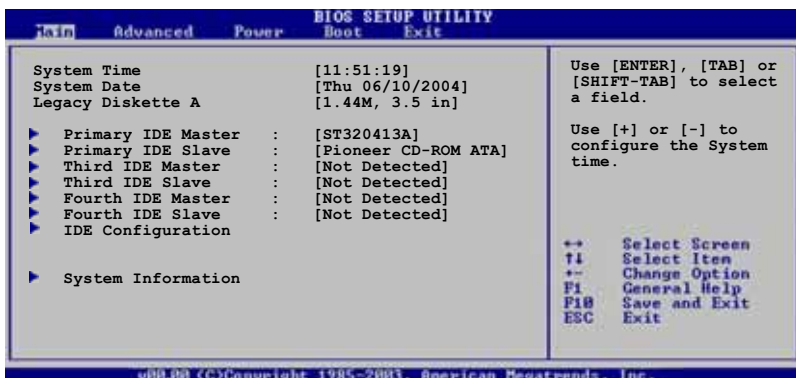 BIOS SETUP UTILITY
Main Advanced Power Boot Exit
System Time [11:51:19]
System Date [Thu 06/10/2004]
Legacy Diskette A [1.44M, 3.5 in]
Primary IDE Master : [ST320413A]
Primary IDE Slave : [Pioneer CD-ROM ATA]
Third IDE Master : [Not Detected]
Third IDE Slave : [Not Detected]
Fourth IDE Master : [Not Detected]
Fourth IDE Slave : [Not Detected]
IDE Configuration
System Information
Use [ENTER], [TAB] or
[SHIFT-TAB] to select
a field.
Use [+] or [-] to
configure the System
time.
↔ Select Screen
↑↓ Select Item
+- Change Option
F1 General Help
F10 Save and Exit
ESC Exit
v00.00 (C)Copyright 1985-2003, American Megatrends, Inc.